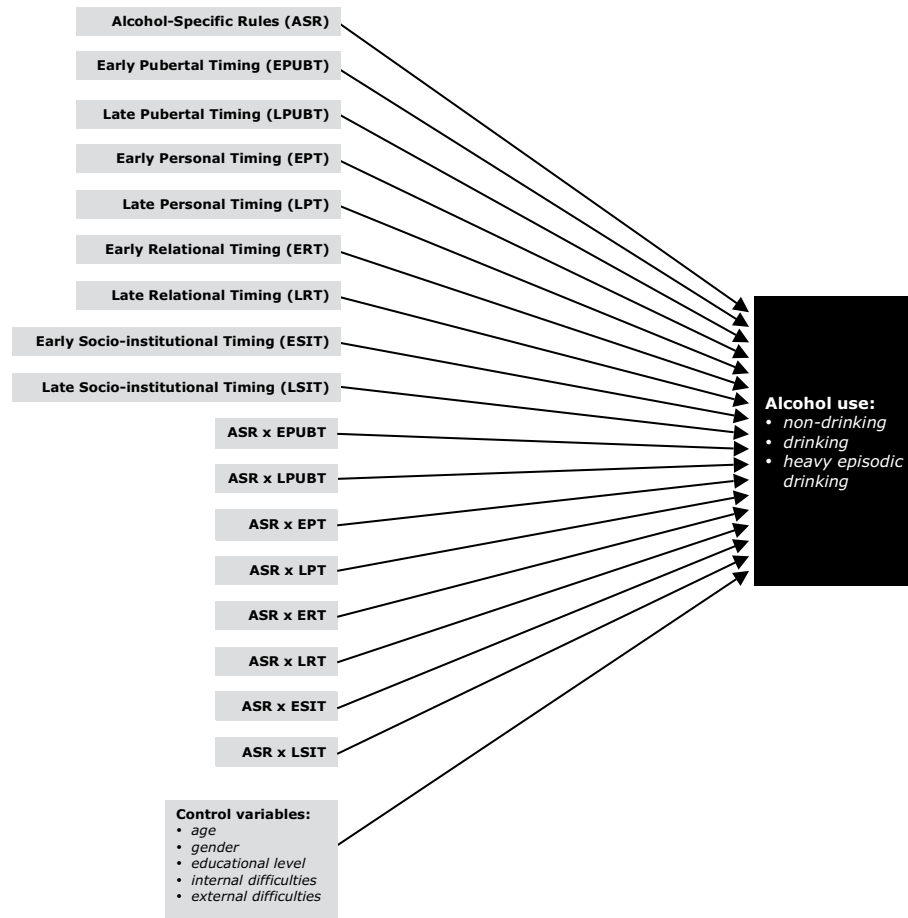 Alcohol-Specific Rules (ASR)
Early Pubertal Timing (EPUBT)
Late Pubertal Timing (LPUBT)
Early Personal Timing (EPT)
Late Personal Timing (LPT)
Early Relational Timing (ERT)
Late Relational Timing (LRT)
Early Socio-institutional Timing (ESIT)
Late Socio-institutional Timing (LSIT)
ASR x EPUBT
ASR x LPUBT
ASR x EPT
ASR x LPT
ASR x ERT
ASR x LRT
ASR x ESIT
ASR x LSIT
Control variables:
• age
• gender
• educational level
• internal difficulties
• external difficulties
Alcohol use:
• non-drinking
• drinking
• heavy episodic
drinking